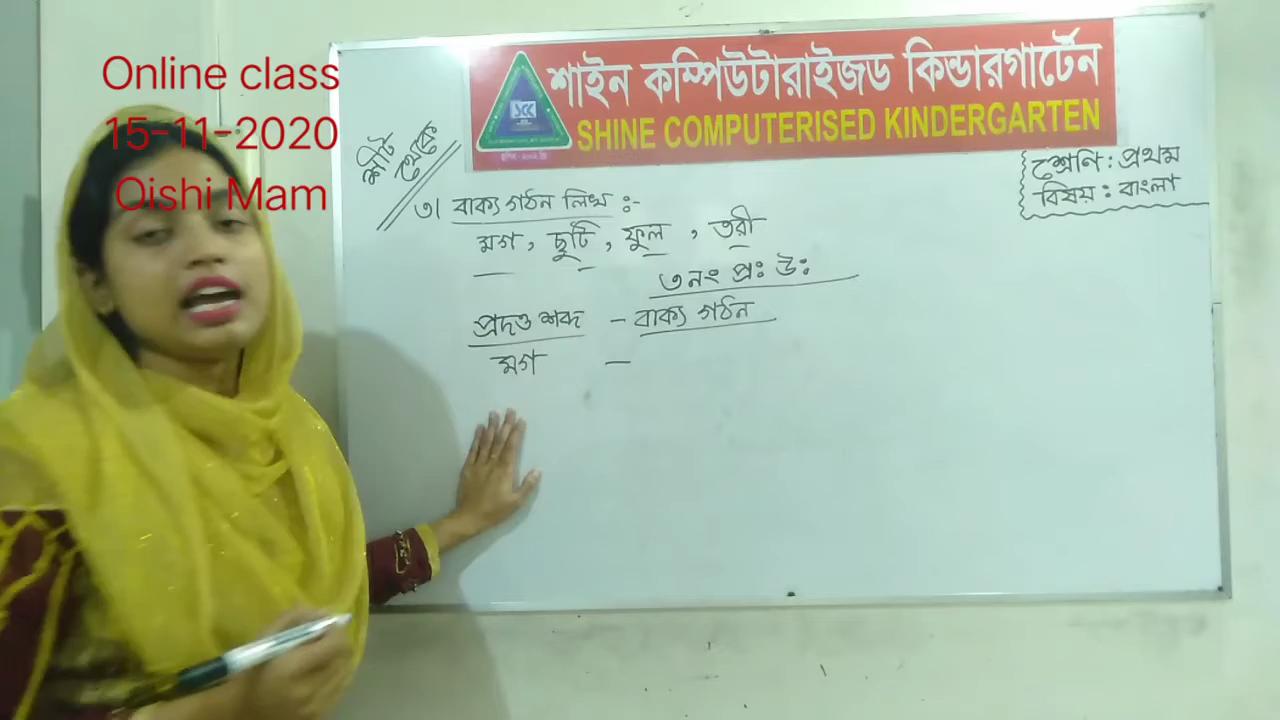 Online class
15-11-2020
Oishi Mam
শাইন কম্পিউটারাইজড কিন্ডারগার্টেন
SHINE COMPUTERISED KINDERGARTEN
শীট থেকে
শ্রেণি : প্রথম
বিষয় : বাংলা
৩। বাক্য গঠন লিখ :-
মগ, ছুটি, ফুল, তরী
৩নং প্র: উ:
প্রদত্ত শব্দ - বাক্য গঠন
মগ -